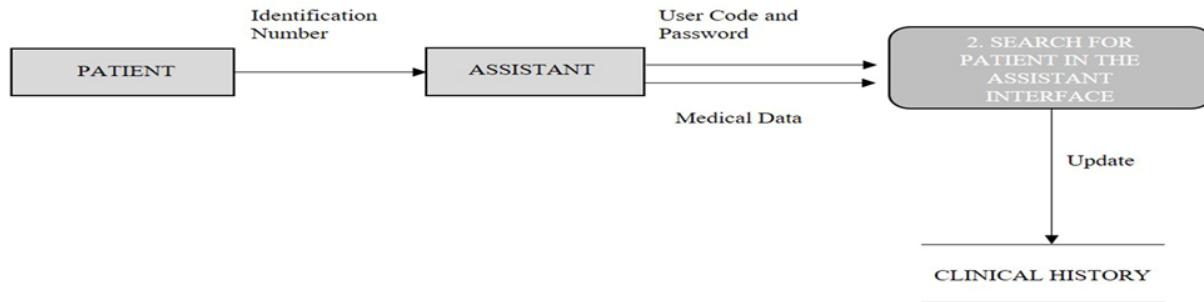 Identification
Number
User Code and
Password
PATIENT
ASSISTANT
2. SEARCH FOR
PATIENT IN THE
ASSISTANT
INTERFACE
Medical Data
Update
CLINICAL HISTORY